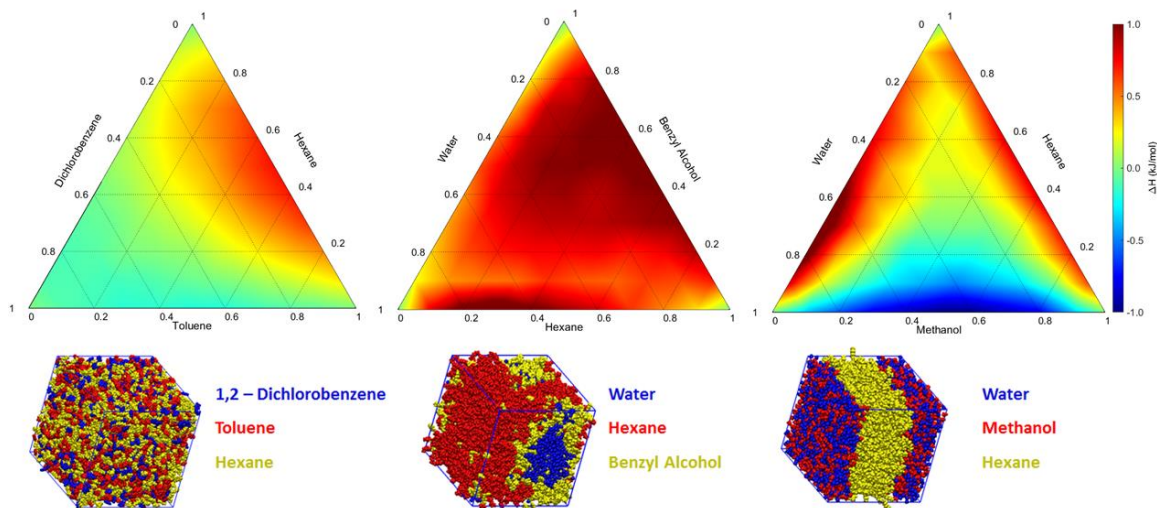 0
1
0.2
0.8
Dichlorobenzene
0.4
0.6
Hexane
0.6
0.4
0.8
0.2
1
0 0.2 0.4 0.6 0.8 1
Toluene
0
1
0.2
0.8
Water
0.4
0.6
Benzyl Alcohol
0.6
0.4
0.8
0.2
1
0 0.2 0.4 0.6 0.8 1
Hexane
0
1
0.2
0.8
Water
0.4
0.6
Hexane
0.6
0.4
0.8
0.2
1
0 0.2 0.4 0.6 0.8 1
Methanol
1.0
0.5
0.0
-0.5
-1.0
ΔH (kJ/mol)
1,2 – Dichlorobenzene
Toluene
Hexane
Water
Hexane
Benzyl Alcohol
Water
Methanol
Hexane